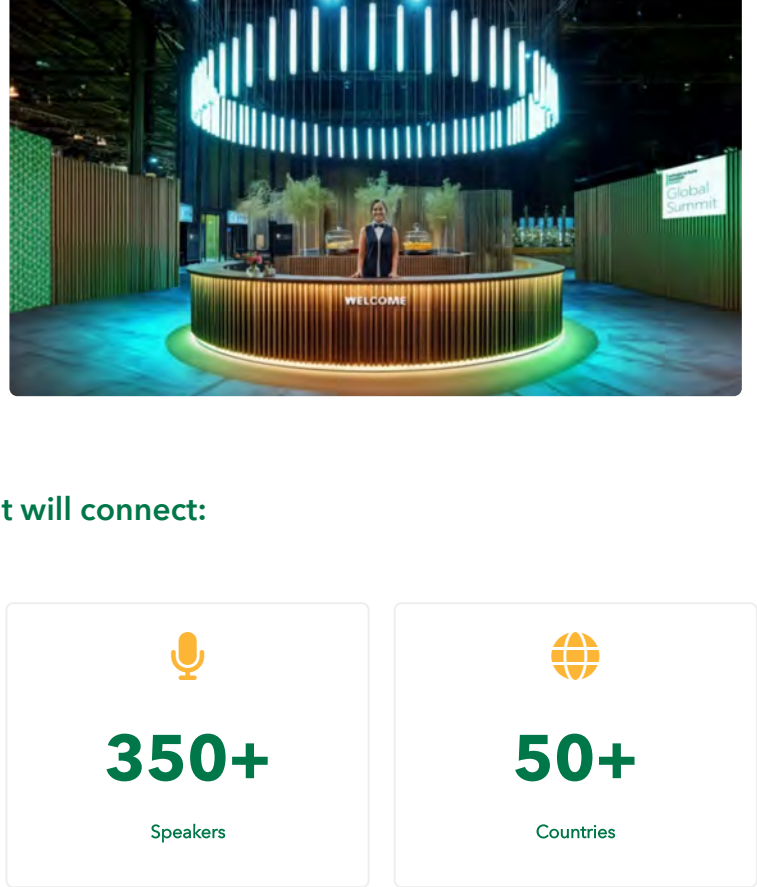 Global
Summit
WELCOME
t will connect:
350+
50+
Speakers
Countries